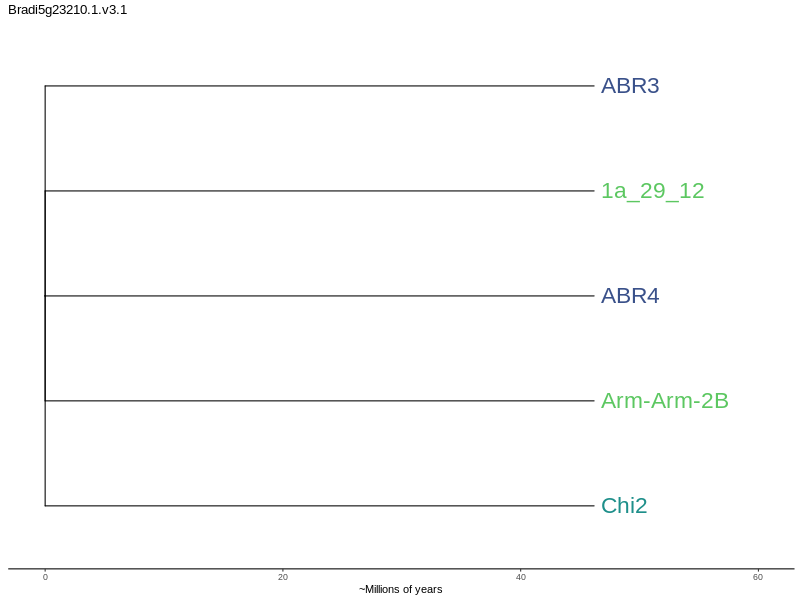 Bradi5g23210.1.v3.1
ABR3
1a_29_12
ABR4
Arm-Arm-2B
Chi2
0 20 40 60
~Millions of years